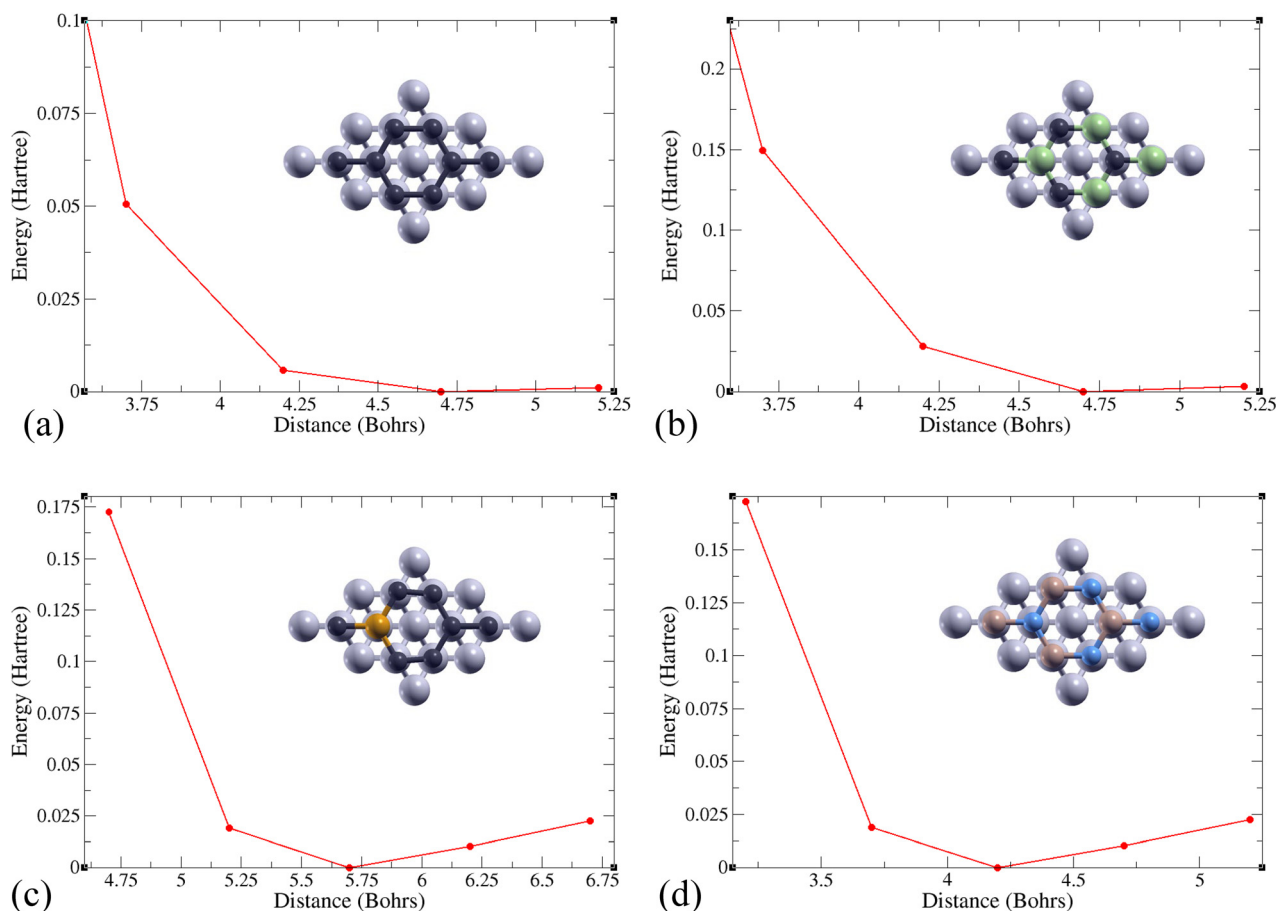 0.1
0.075
0.05
0.025
0
Energy (Hartree)
3.75 4 4.25 4.5 4.75 5 5.25
Distance (Bohrs)
(a)
0.2
0.15
0.1
0.05
0
Energy (Hartree)
3.75 4 4.25 4.5 4.75 5 5.25
Distance (Bohrs)
(b)
0.175
0.15
0.125
0.1
0.075
0.05
0.025
0
Energy (Hartree)
4.75 5 5.25 5.5 5.75 6 6.25 6.5 6.75
Distance (Bohrs)
(c)
0.15
0.125
0.1
0.075
0.05
0.025
0
Energy (Hartree)
3.5 4 4.5 5
Distance (Bohrs)
(d)